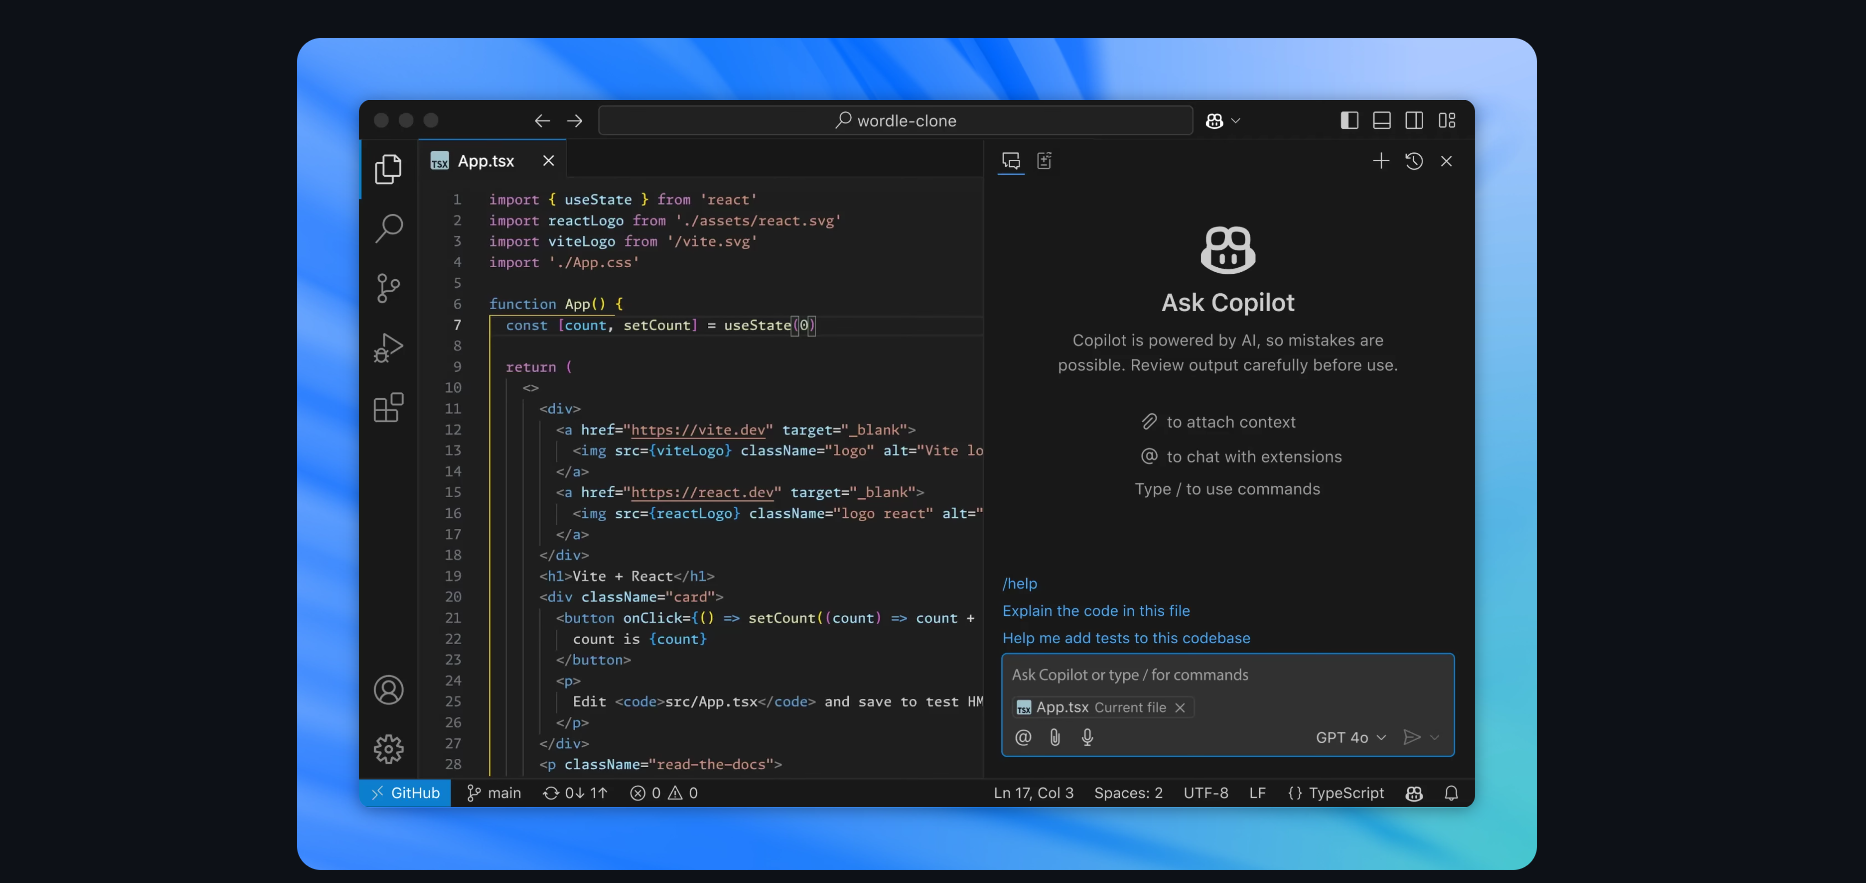 wordle-clone
TSX App.tsx
1 import { useState } from 'react'
2 import reactLogo from './assets/react.svg'
3 import viteLogo from '/vite.svg'
4 import './App.css'
5
6 function App() {
7 const [count, setCount] = useState(0)
8
9 return (
10 <>
11 <div>
12 <a href="https://vite.dev" target="_blank">
13 <img src={viteLogo} className="logo" alt="Vite lo
14 </a>
15 <a href="https://react.dev" target="_blank">
16 <img src={reactLogo} className="logo react" alt="
17 </a>
18 </div>
19 <h1>Vite + React</h1>
20 <div className="card">
21 <button onClick={() => setCount((count) => count +
22 count is {count}
23 </button>
24 <p>
25 Edit <code>src/App.tsx</code> and save to test HM
26 </p>
27 </div>
28 <p className="read-the-docs">
Ask Copilot
Copilot is powered by AI, so mistakes are
possible. Review output carefully before use.
to attach context
@ to chat with extensions
Type / to use commands
/help
Explain the code in this file
Help me add tests to this codebase
Ask Copilot or type / for commands
TSX App.tsx Current file
@ GPT 4o
GitHub main 0↓ 1↑ 0 0 Ln 17, Col 3 Spaces: 2 UTF-8 LF {} TypeScript